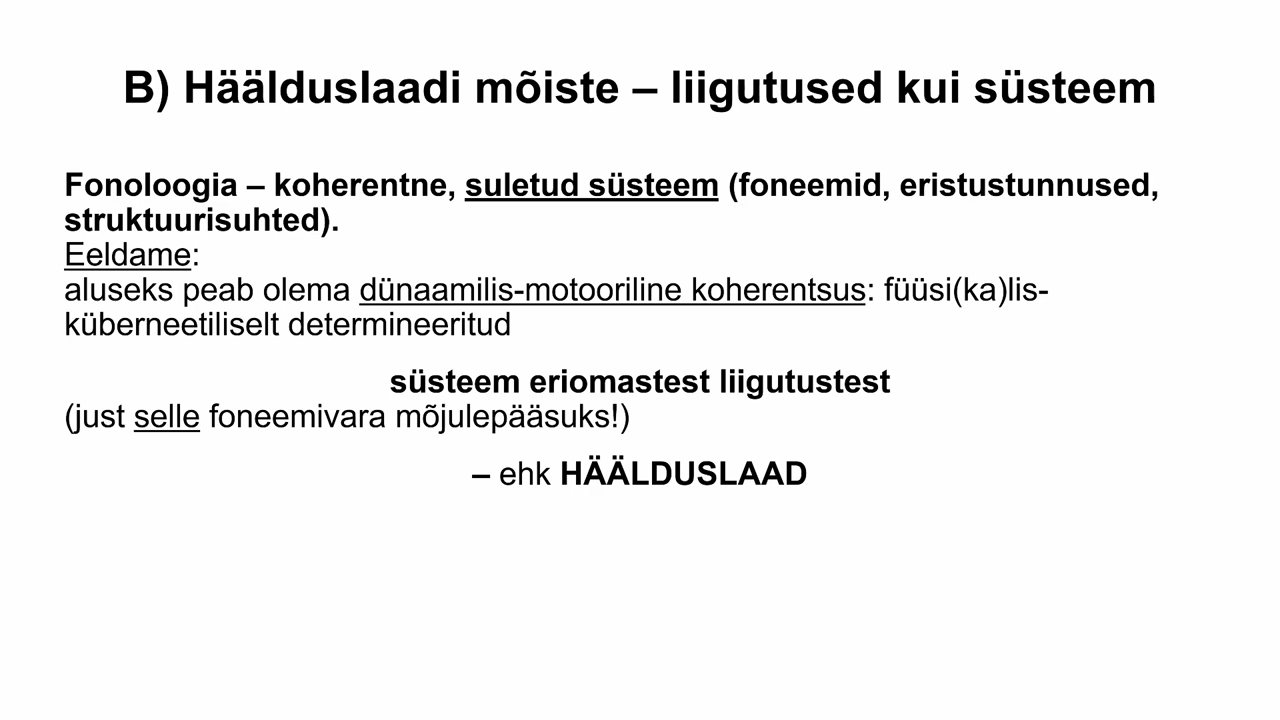 B) Häälduslaadi mõiste – liigutused kui süsteem
Fonoloogia – koherentne, suletud süsteem (foneemid, eristustunnused,
struktuurisuhted).
Eeldame:
aluseks peab olema dünaamilis-motooriline koherentsus: füüsi(ka)lis-
küberneetiliselt determineeritud
süsteem eriomastest liigutustest
(just selle foneemivara mõjulepääsuks!)
– ehk HÄÄLDUSLAAD